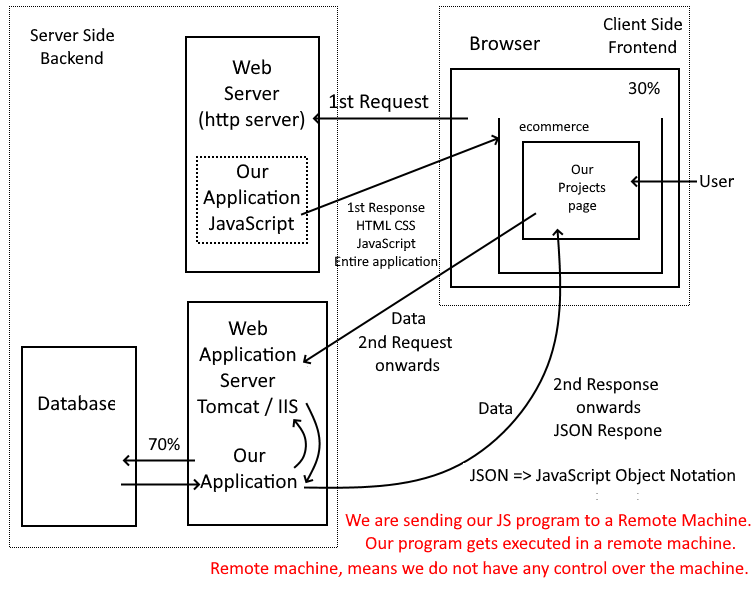 Server Side
Backend
Web
Server
(http server)
Our
Application
JavaScript
1st Request
Browser
Client Side
Frontend
30%
ecommerce
Our
Projects
page
User
1st Response
HTML CSS
JavaScript
Entire application
Data
2nd Request
onwards
Web
Application
Server
Tomcat / IIS
Our
Application
Database
70%
Data
2nd Response
onwards
JSON Respone
JSON => JavaScript Object Notation
We are sending our JS program to a Remote Machine.
Our program gets executed in a remote machine.
Remote machine, means we do not have any control over the machine.